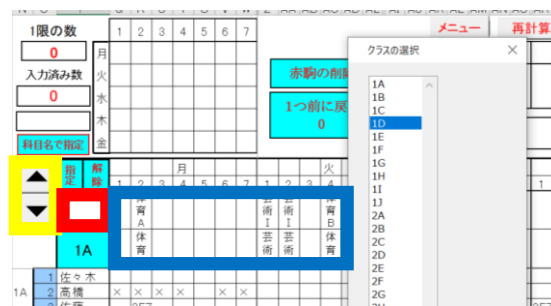 1限の数
0
入力済み数
0
科目名で指定
1 2 3 4 5 6 7
月
火
水
木
金
メニュー
再計算
赤駒の削除
1つ前に戻
0
クラスの選択
1A
1B
1C
1D
1E
1F
1G
1H
1I
1J
2A
2B
2C
2D
2E
2F
2G
指定
解除
月
火
1 2 3 4 5 6 7 1 2 3 4
1
体育A
芸術I
芸術I
体育B
体育
芸術
芸術
体育
1A
1 佐々木
1A 2 高橋 × × × × × ×